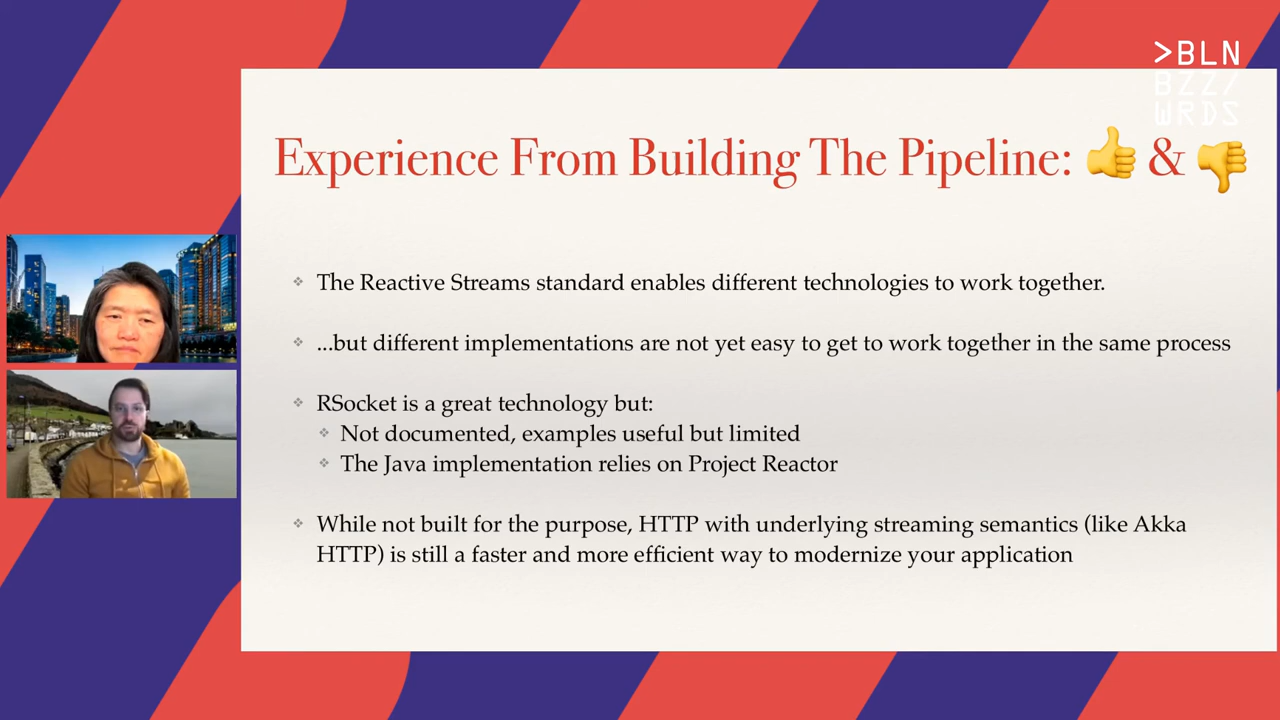 >BLN
BZZ/
WRDS
Experience From Building The Pipeline: 👍 & 👎
The Reactive Streams standard enables different technologies to work together.
...but different implementations are not yet easy to get to work together in the same process
RSocket is a great technology but:
Not documented, examples useful but limited
The Java implementation relies on Project Reactor
While not built for the purpose, HTTP with underlying streaming semantics (like Akka
HTTP) is still a faster and more efficient way to modernize your application